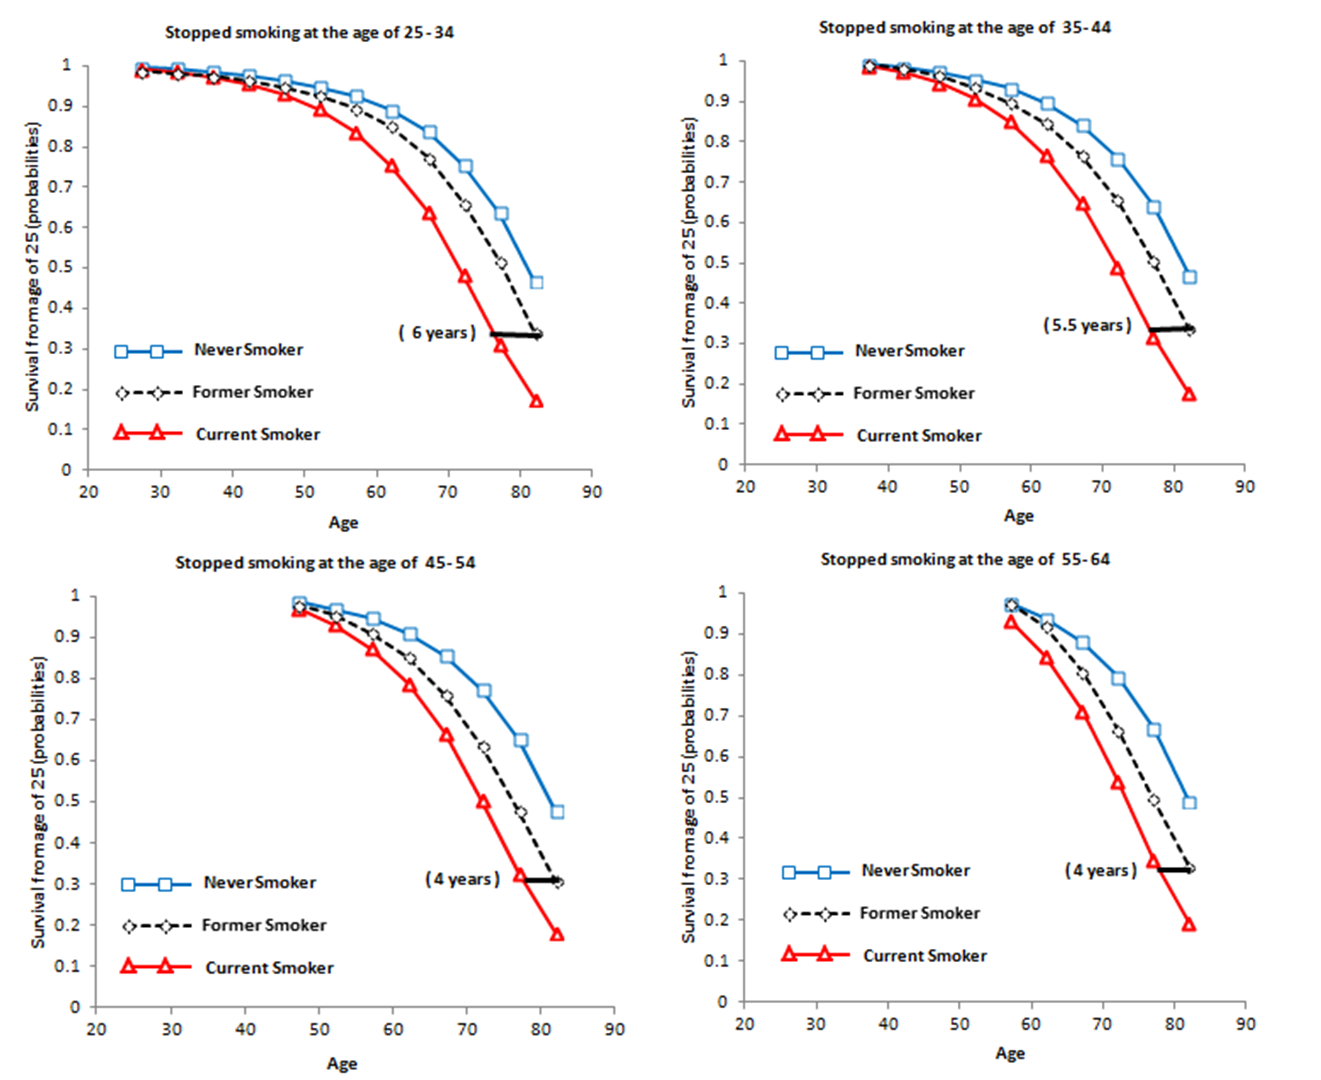 Stopped smoking at the age of 25-34
Survival fromage of 25 (probabilities)
1
0.9
0.8
0.7
0.6
0.5
0.4
0.3
0.2
0.1
0
( 6 years)
Never Smoker
Former Smoker
Current Smoker
20 30 40 50 60 70 80 90
Age
Stopped smoking at the age of 35-44
Survival fromage of 25 (probabilities)
1
0.9
0.8
0.7
0.6
0.5
0.4
0.3
0.2
0.1
0
(5.5 years)
Never Smoker
Former Smoker
Current Smoker
20 30 40 50 60 70 80 90
Age
Stopped smoking at the age of 45-54
Survival fromage of 25 (probabilities)
1
0.9
0.8
0.7
0.6
0.5
0.4
0.3
0.2
0.1
0
(4 years)
Never Smoker
Former Smoker
Current Smoker
20 30 40 50 60 70 80 90
Age
Stopped smoking at the age of 55-64
Survival fromage of 25 (probabilities)
1
0.9
0.8
0.7
0.6
0.5
0.4
0.3
0.2
0.1
0
(4 years)
Never Smoker
Former Smoker
Current Smoker
20 30 40 50 60 70 80 90
Age